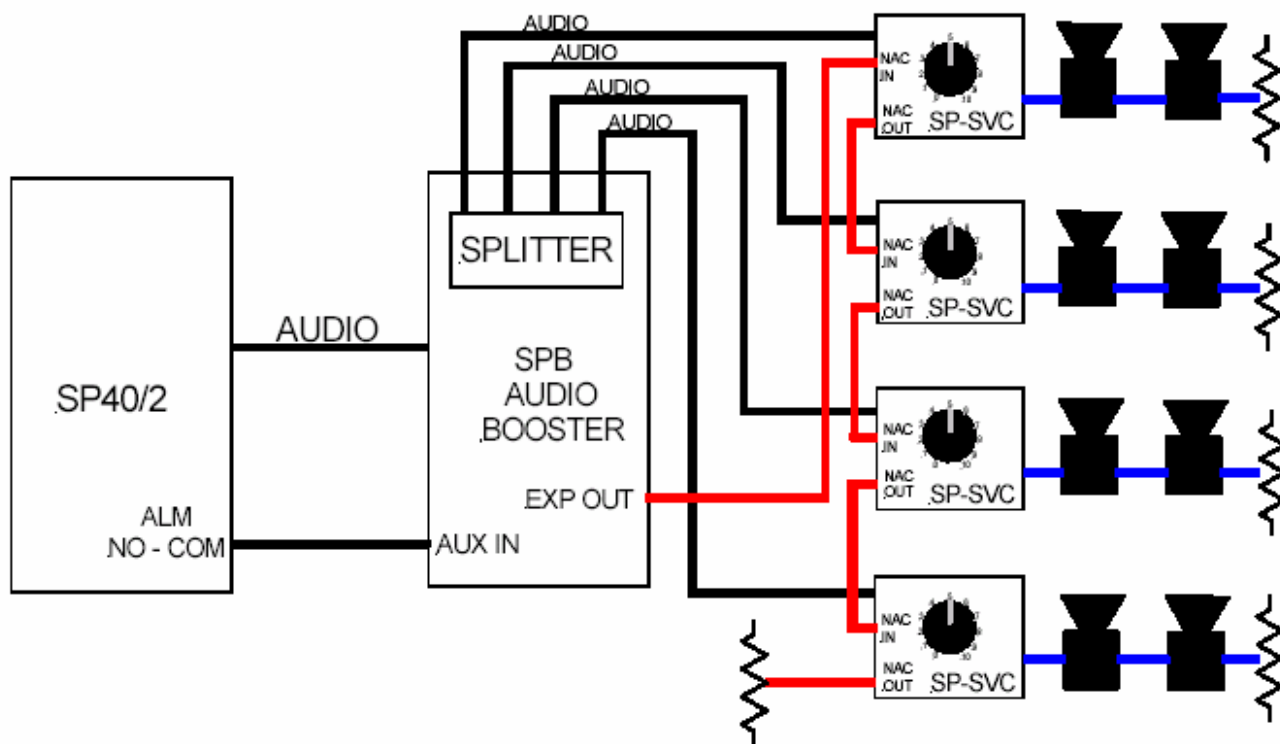 AUDIO
AUDIO
AUDIO
AUDIO
SPLITTER
AUDIO
SP40/2
SPB
AUDIO
BOOSTER
EXP OUT
ALM
NO - COM
AUX IN
NAC
IN
NAC
OUT
SP-SVC
NAC
IN
NAC
OUT
SP-SVC
NAC
IN
NAC
OUT
SP-SVC
NAC
IN
NAC
OUT
SP-SVC